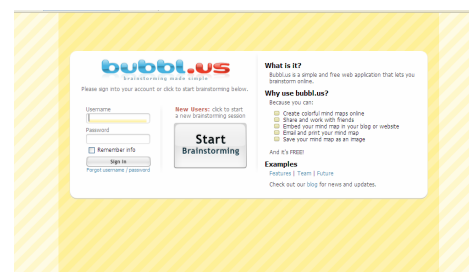 bubbl.us
brainstorming made simple
Please sign into your account or click to start brainstorming below.
Username
Password
Remember info
Sign In
Forgot username / password
New Users: click to start
a new brainstorming session
Start
Brainstorming
What is it?
Bubbl.us is a simple and free web application that lets you
brainstorm online.
Why use bubbl.us?
Because you can:
Create colorful mind maps online
Share and work with friends
Embed your mind map in your blog or website
Email and print your mind map
Save your mind map as an image
And it's FREE!
Examples
Features | Team | Future
Check out our blog for news and updates.